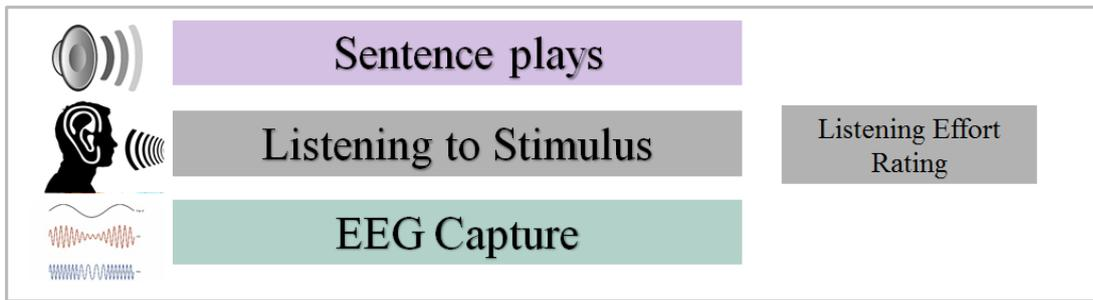 Sentence plays
Listening to Stimulus
Listening Effort
Rating
EEG Capture